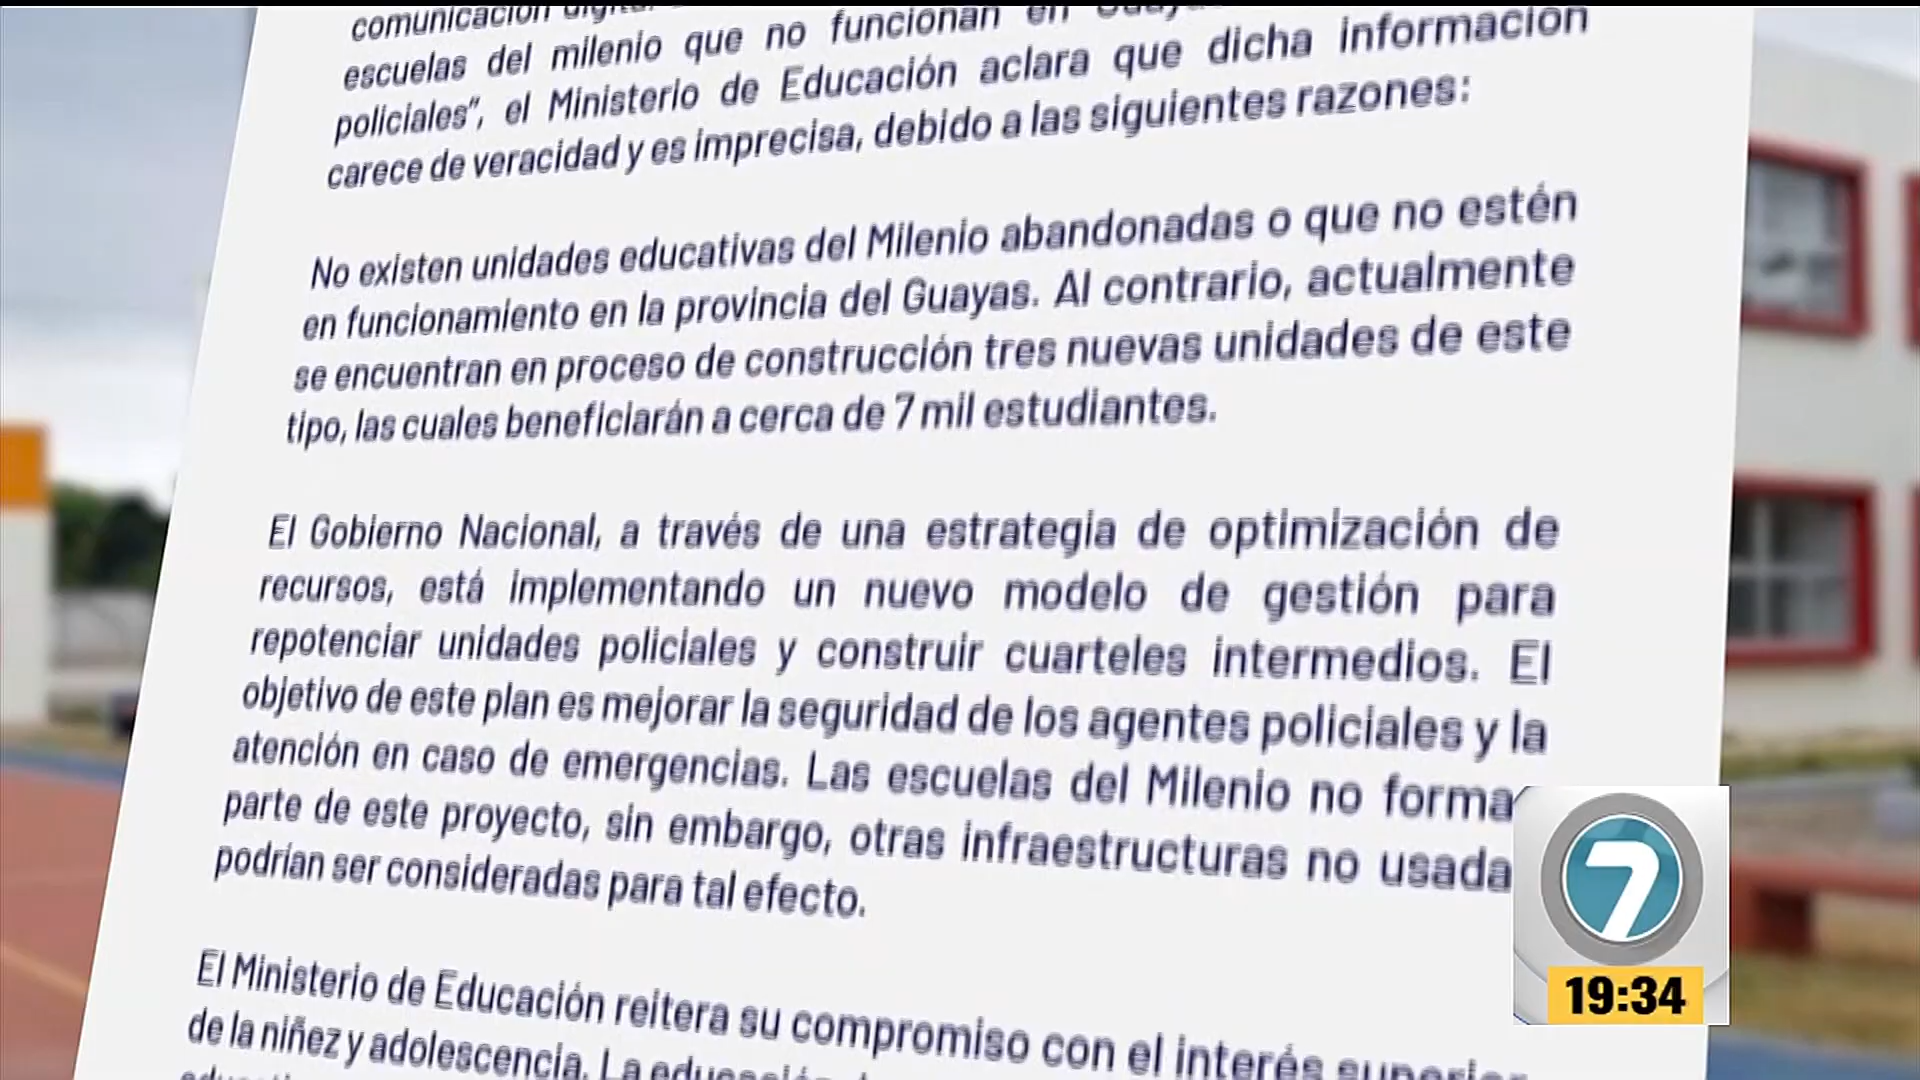 comunicación
escuelas del milenio que no funcionan en
policiales", el Ministerio de Educación aclara que dicha información
carece de veracidad y es imprecisa, debido a las siguientes razones:
No existen unidades educativas del Milenio abandonadas o que no estén
en funcionamiento en la provincia del Guayas. Al contrario, actualmente
se encuentran en proceso de construcción tres nuevas unidades de este
tipo, las cuales beneficiarán a cerca de 7 mil estudiantes.
El Gobierno Nacional, a través de una estrategia de optimización de
recursos, está implementando un nuevo modelo de gestión para
repotenciar unidades policiales y construir cuarteles intermedios. El
objetivo de este plan es mejorar la seguridad de los agentes policiales y la
atención en caso de emergencias. Las escuelas del Milenio no forma
parte de este proyecto, sin embargo, otras infraestructuras no usada
podrían ser consideradas para tal efecto.
El Ministerio de Educación reitera su compromiso con el interés superior
de la niñez y adolescencia. La
7
19:34